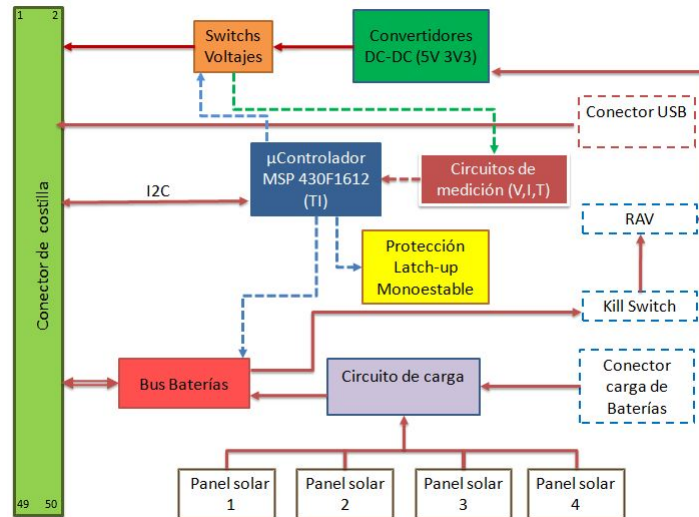 1 2
Switchs
Voltajes
Convertidores
DC-DC (5V 3V3)
Conector USB
µControlador
MSP 430F1612
(TI)
Circuitos de
medición (V,I,T)
I2C
RAV
Conector de costilla
Protección
Latch-up
Monoestable
Kill Switch
Bus Baterías
Circuito de carga
Conector
carga de
Baterías
Panel solar
1
Panel solar
2
Panel solar
3
Panel solar
4
49 50